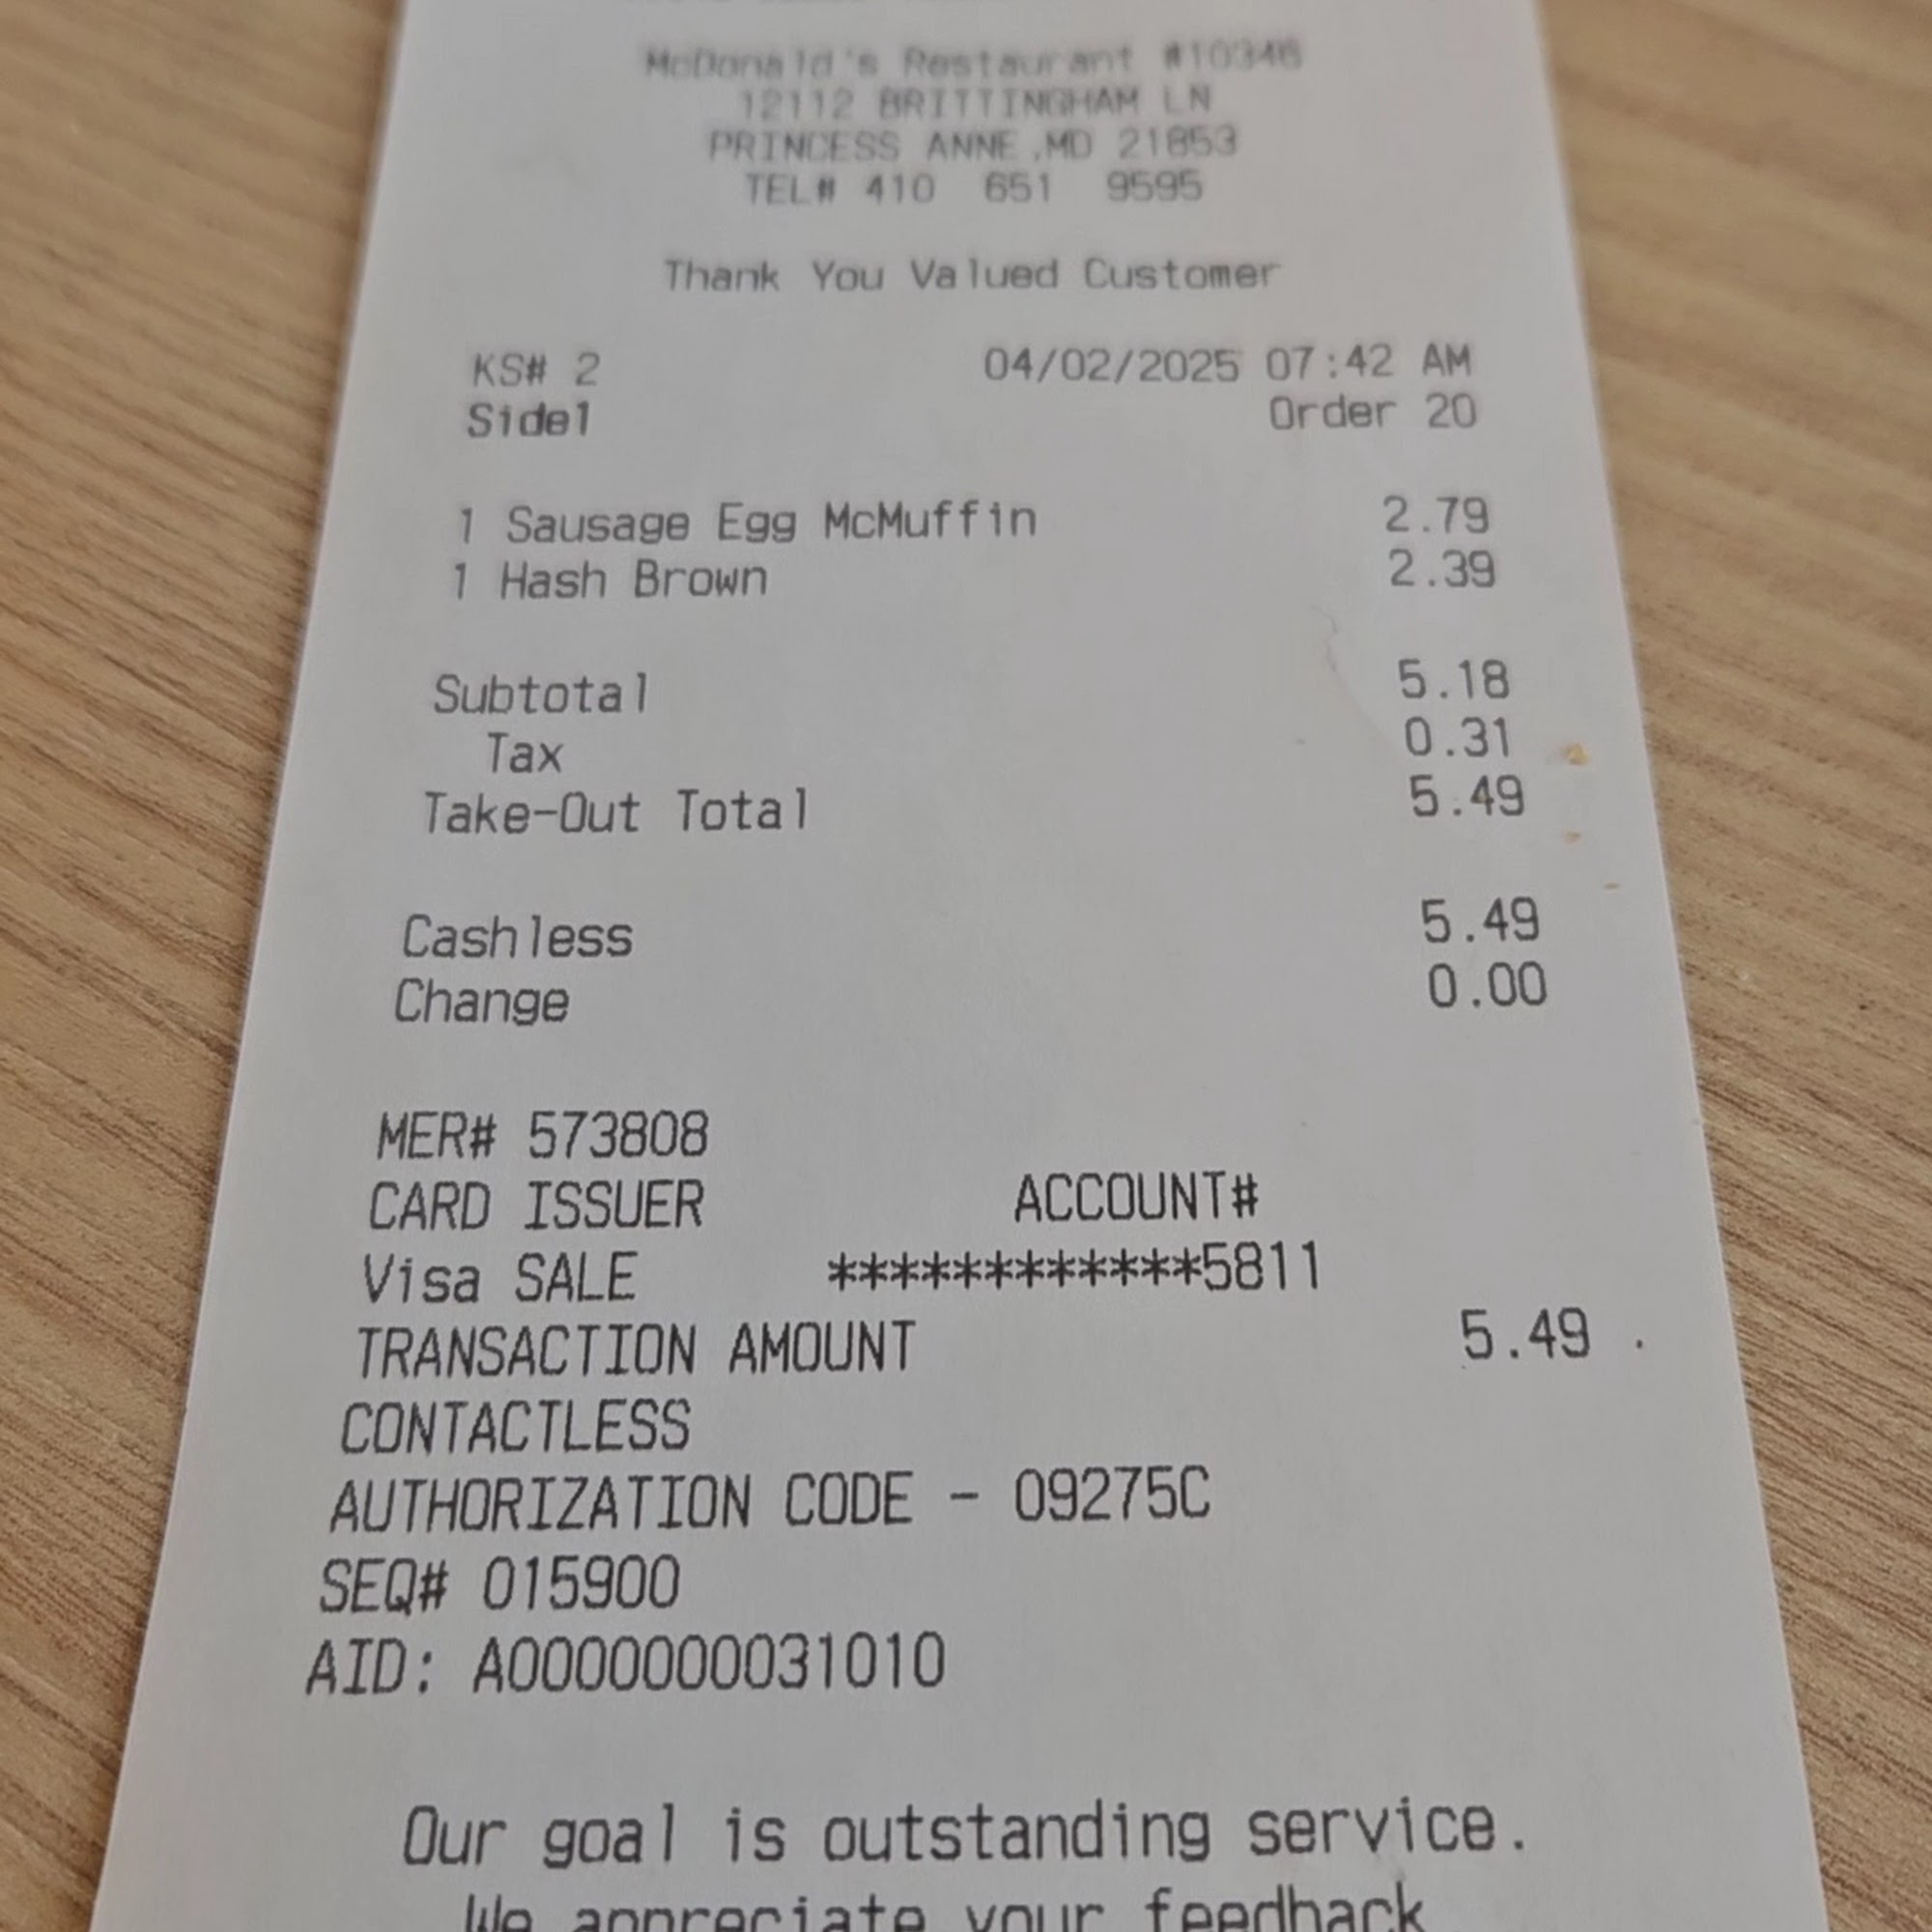 McDonald's Restaurant #10346
12112 BRITTINGHAM LN
PRINCESS ANNE ,MD 21853
TEL# 410 651 9595
Thank You Valued Customer
KS# 2 04/02/2025 07:42 AM
Side1 Order 20
1 Sausage Egg McMuffin 2.79
1 Hash Brown 2.39
Subtotal 5.18
Tax 0.31
Take-Out Total 5.49
Cashless 5.49
Change 0.00
MER# 573808
CARD ISSUER ACCOUNT#
Visa SALE ************5811
TRANSACTION AMOUNT 5.49
CONTACTLESS
AUTHORIZATION CODE - 09275C
SEQ# 015900
AID: A0000000031010
Our goal is outstanding service.
We appreciate your feedback